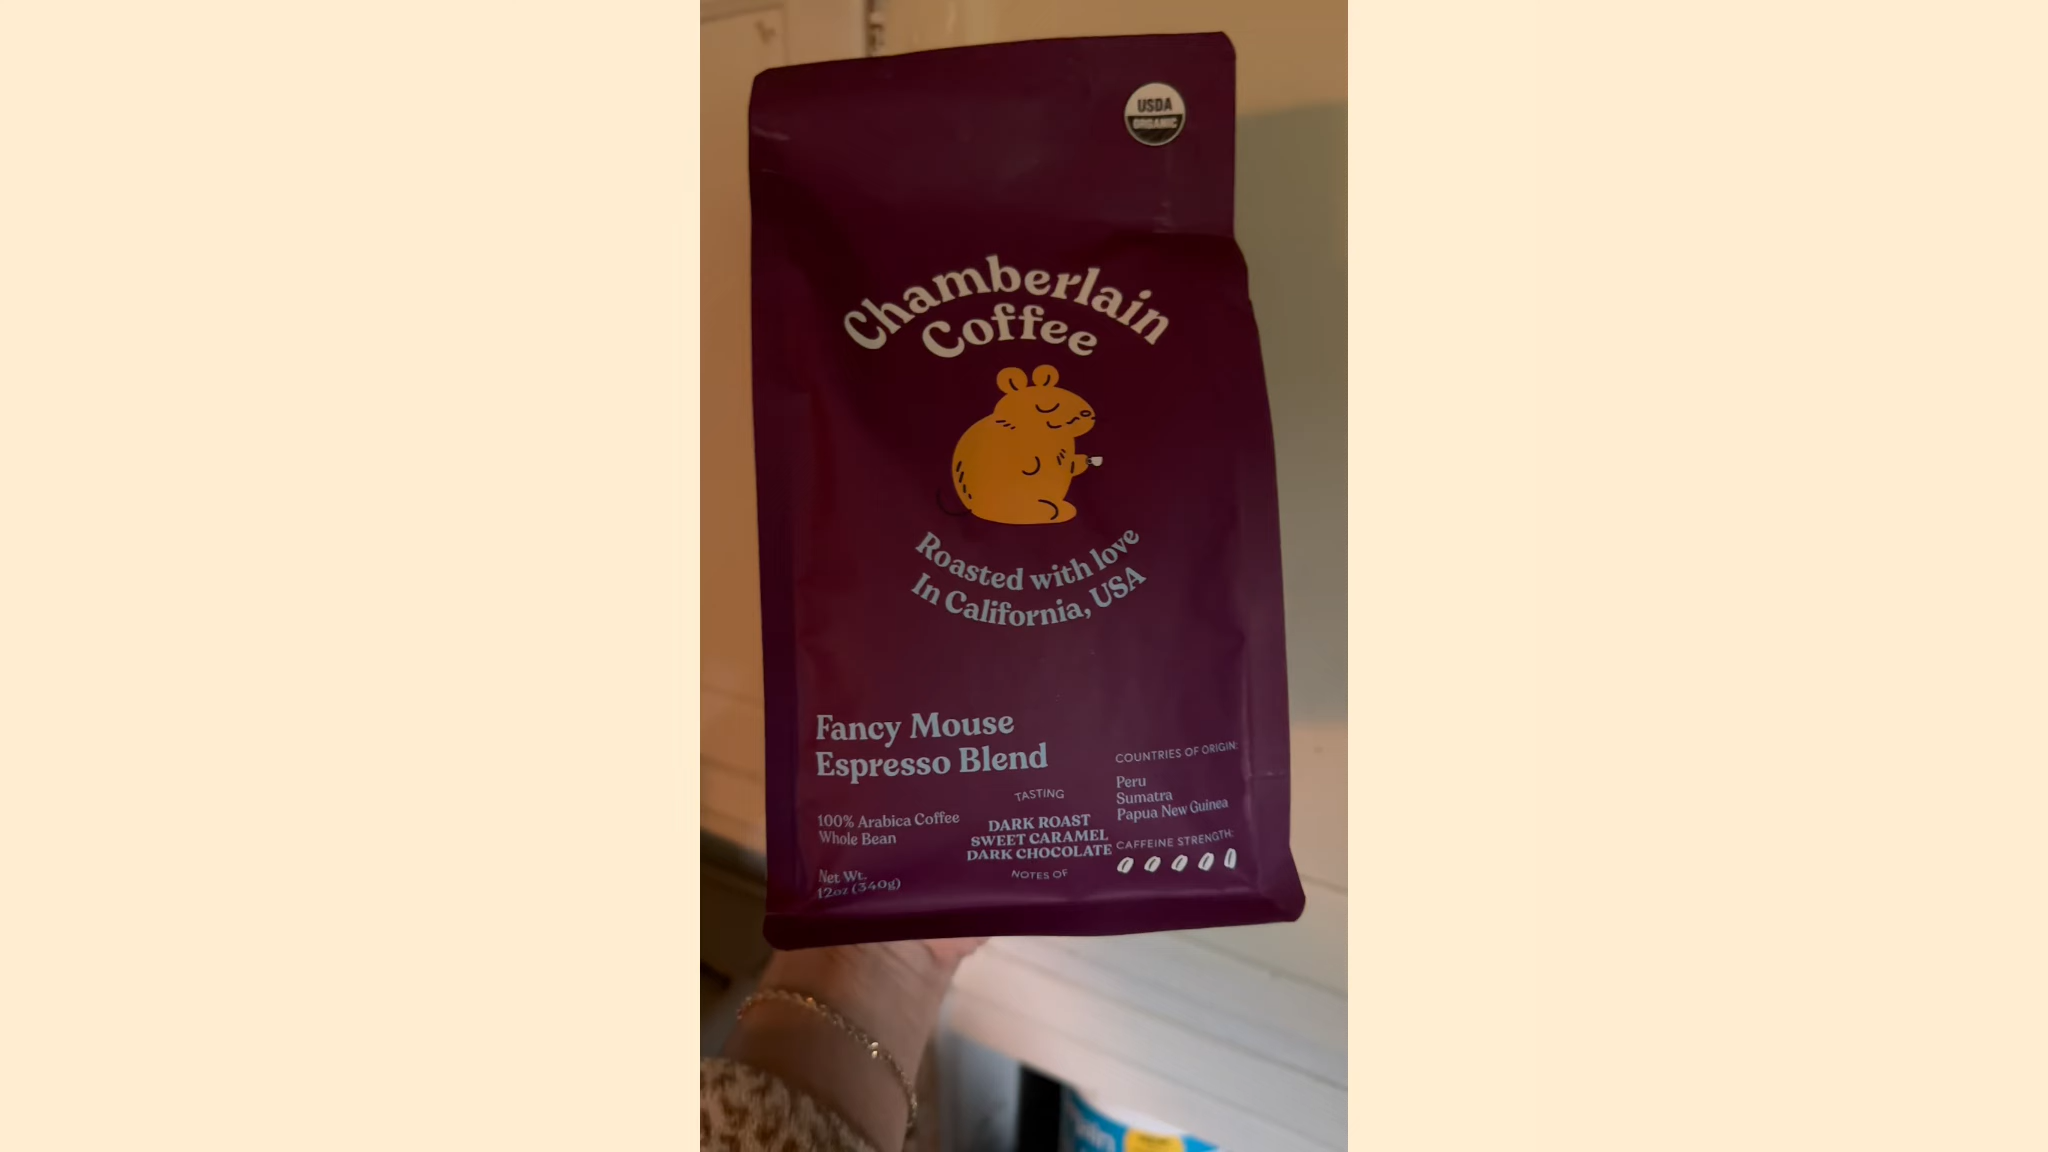 USDA
ORGANIC
Chamberlain
Coffee
Roasted with love
In California, USA
Fancy Mouse
Espresso Blend
100% Arabica Coffee
Whole Bean
Net Wt.
12oz (340g)
TASTING
DARK ROAST
SWEET CARAMEL
DARK CHOCOLATE
NOTES OF
COUNTRIES OF ORIGIN:
Peru
Sumatra
Papua New Guinea
CAFFEINE STRENGTH: